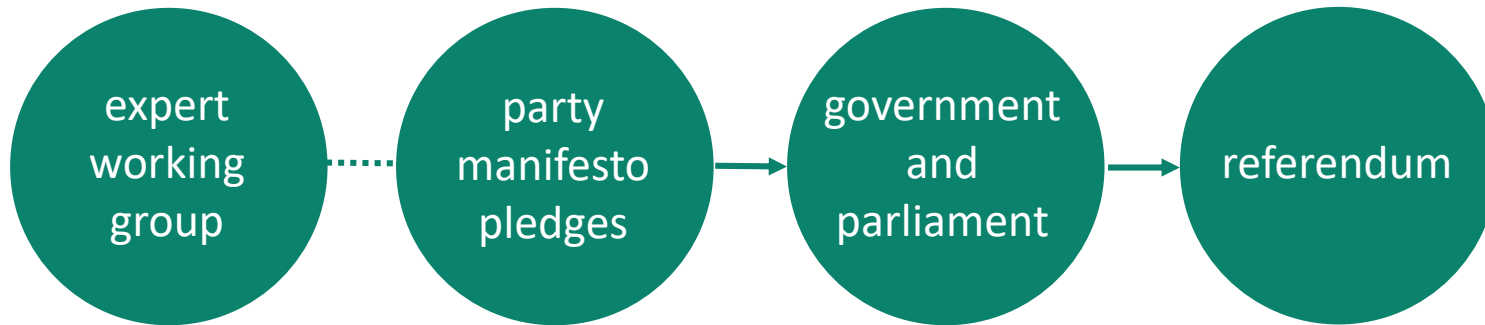 expert
working
group
party
manifesto
pledges
government
and
parliament
referendum